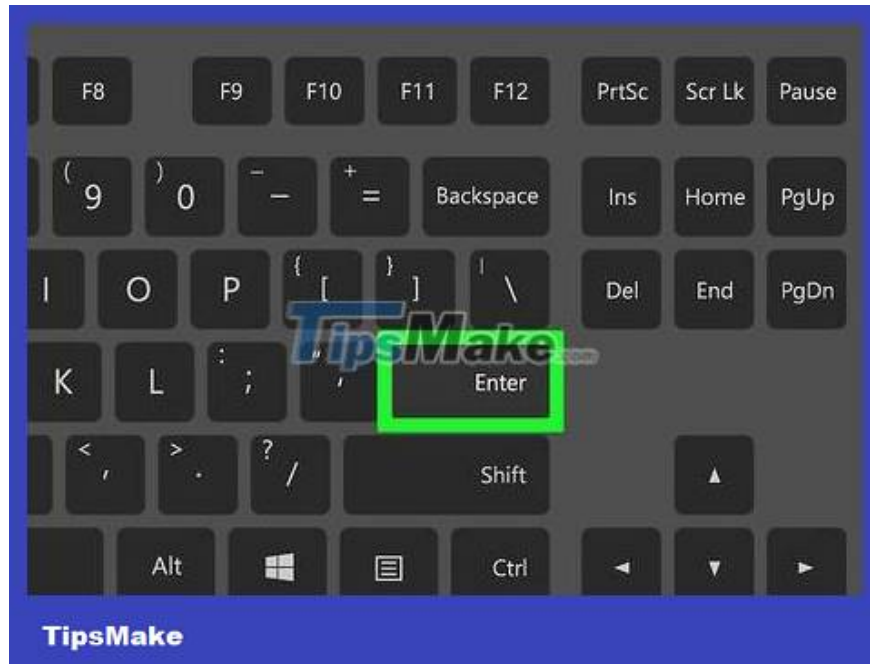 F8 F9 F10 F11 F12 PrtSc Scr Lk Pause
( 9 ) 0 — - + = Backspace Ins Home PgUp
I O P { [ } ] | \ Del End PgDn
TipsMake.com
K L : ; " ' Enter
< , > . ? / Shift
Alt Ctrl
TipsMake